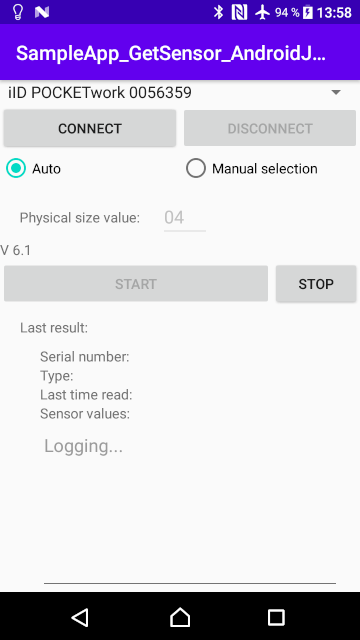 94 % 13:58
SampleApp_GetSensor_AndroidJ...
iID POCKETwork 0056359
CONNECT DISCONNECT
Auto Manual selection
Physical size value: 04
V 6.1
START STOP
Last result:
Serial number:
Type:
Last time read:
Sensor values:
Logging...